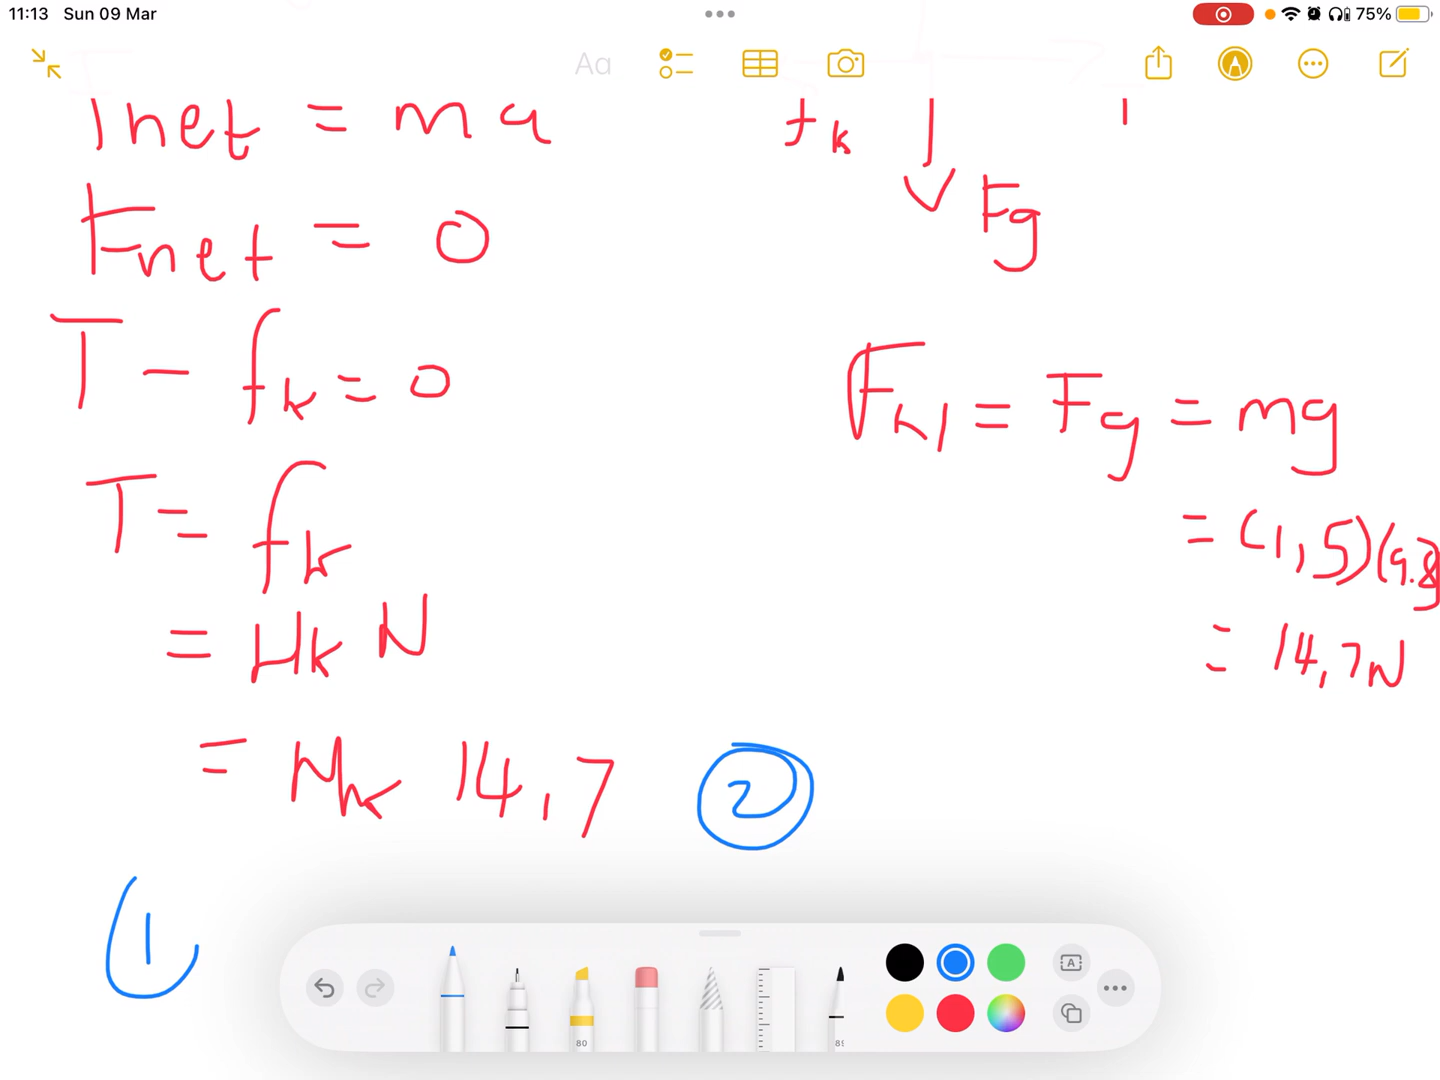 11:13 Sun 09 Mar 75%
Aa
Fnet = ma
fk
Fg
Fnet = 0
T - fk = 0
FN1 = Fg = mg
= (1,5)(9.8)
= 14,7N
T = fk
= μk N
= μk 14,7 ②
①
80